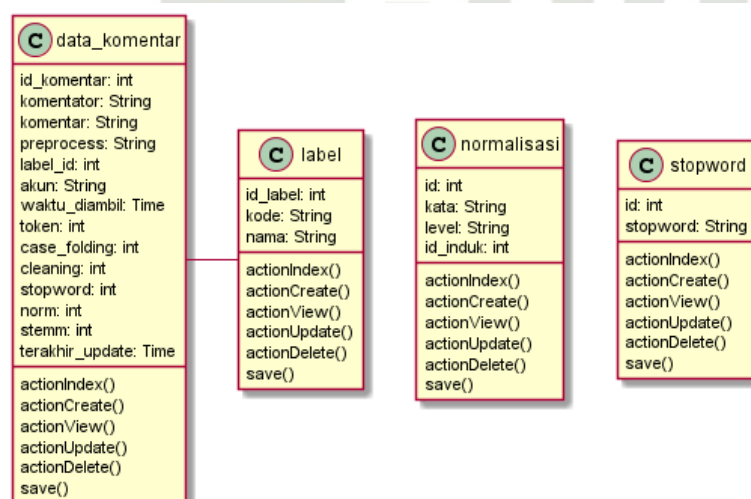 C data_komentar
id_komentar: int
komentator: String
komentar: String
preprocess: String
label_id: int
akun: String
waktu_diambil: Time
token: int
case_folding: int
cleaning: int
stopword: int
norm: int
stemm: int
terakhir_update: Time
actionIndex()
actionCreate()
actionView()
actionUpdate()
actionDelete()
save()
C label
id_label: int
kode: String
nama: String
actionIndex()
actionCreate()
actionView()
actionUpdate()
actionDelete()
save()
C normalisasi
id: int
kata: String
level: String
id_induk: int
actionIndex()
actionCreate()
actionView()
actionUpdate()
actionDelete()
save()
C stopword
id: int
stopword: String
actionIndex()
actionCreate()
actionView()
actionUpdate()
actionDelete()
save()